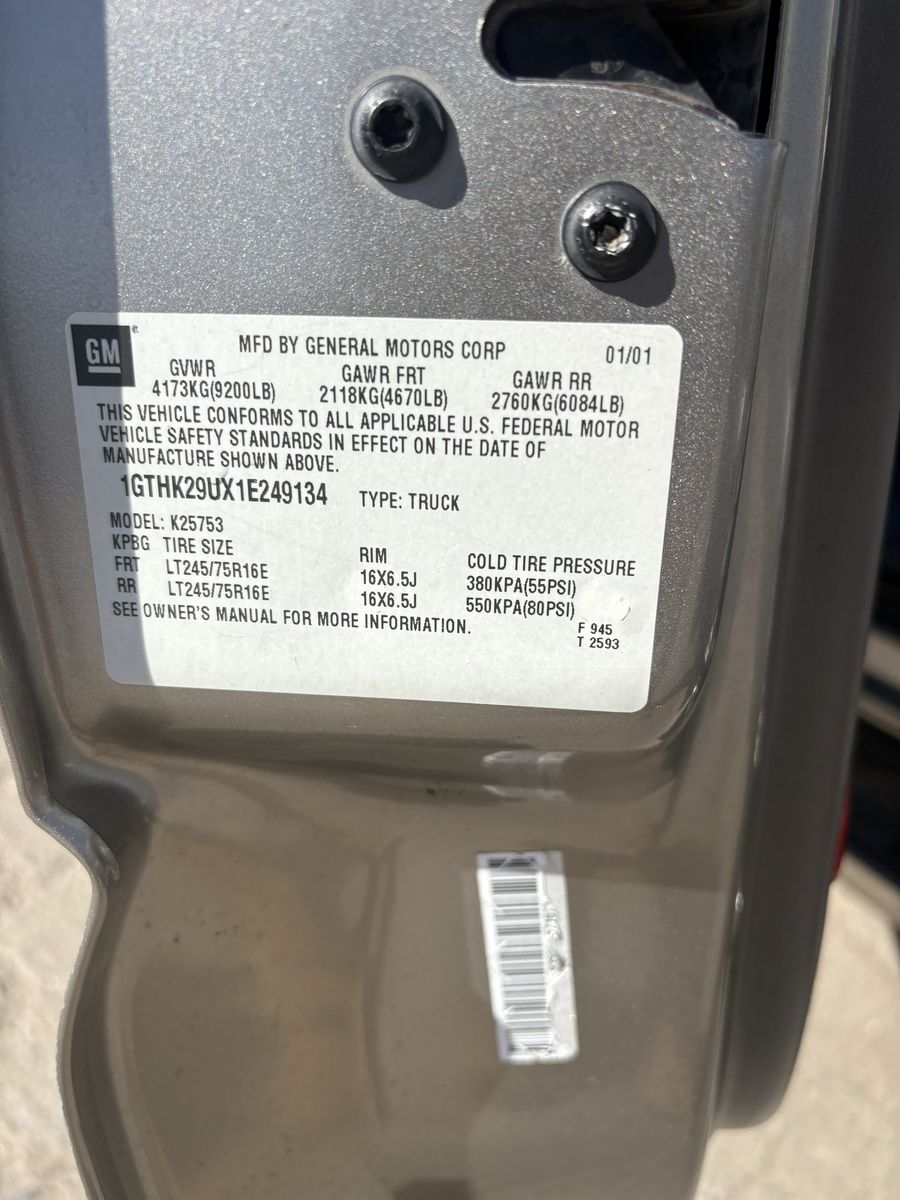 GM
MFD BY GENERAL MOTORS CORP 01/01
GVWR GAWR FRT GAWR RR
4173KG(9200LB) 2118KG(4670LB) 2760KG(6084LB)
THIS VEHICLE CONFORMS TO ALL APPLICABLE U.S. FEDERAL MOTOR
VEHICLE SAFETY STANDARDS IN EFFECT ON THE DATE OF
MANUFACTURE SHOWN ABOVE.
1GTHK29UX1E249134 TYPE: TRUCK
MODEL: K25753
KPBG TIRE SIZE RIM COLD TIRE PRESSURE
FRT LT245/75R16E 16X6.5J 380KPA(55PSI)
RR LT245/75R16E 16X6.5J 550KPA(80PSI)
SEE OWNER'S MANUAL FOR MORE INFORMATION.
F 945
T 2593